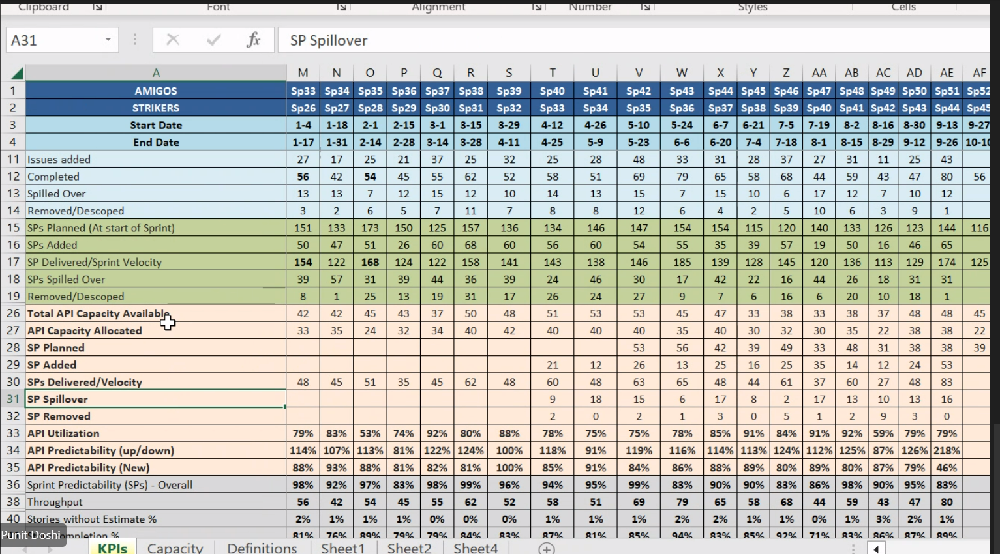 Clipboard Font Alignment Number Styles Cells
A31 fx SP Spillover
A M N O P Q R S T U V W X Y Z AA AB AC AD AE AF
1 AMIGOS Sp33 Sp34 Sp35 Sp36 Sp37 Sp38 Sp39 Sp40 Sp41 Sp42 Sp43 Sp44 Sp45 Sp46 Sp47 Sp48 Sp49 Sp50 Sp51 Sp52
2 STRIKERS Sp26 Sp27 Sp28 Sp29 Sp30 Sp31 Sp32 Sp33 Sp34 Sp35 Sp36 Sp37 Sp38 Sp39 Sp40 Sp41 Sp42 Sp43 Sp44 Sp45
3 Start Date 1-4 1-18 2-1 2-15 3-1 3-15 3-29 4-12 4-26 5-10 5-24 6-7 6-21 7-5 7-19 8-2 8-16 8-30 9-13 9-27
4 End Date 1-17 1-31 2-14 2-28 3-14 3-28 4-11 4-25 5-9 5-23 6-6 6-20 7-4 7-18 8-1 8-15 8-29 9-12 9-26 10-10
11 Issues added 27 17 25 21 37 25 32 25 28 48 33 31 28 37 27 31 11 25 43
12 Completed 56 42 54 45 55 62 52 58 51 69 79 65 58 68 44 59 43 47 80 56
13 Spilled Over 13 13 7 12 15 12 10 14 13 15 7 15 10 6 17 12 7 10 12
14 Removed/Descoped 3 2 6 5 7 11 7 8 8 12 6 4 2 5 10 6 3 9 1
15 SPs Planned (At start of Sprint) 151 133 173 150 125 157 136 134 146 147 154 154 115 120 140 133 126 123 144 116
16 SPs Added 50 47 51 26 60 68 60 56 60 54 55 35 39 57 19 50 16 46 65
17 SP Delivered/Sprint Velocity 154 122 168 124 122 158 141 143 138 146 185 139 128 145 120 136 113 129 174 125
18 SPs Spilled Over 39 57 31 39 44 36 39 24 46 30 17 42 22 16 44 26 18 31 31
19 Removed/Descoped 8 1 25 13 19 31 17 26 24 27 9 7 6 16 6 20 10 18 1
26 Total API Capacity Available 42 42 45 43 37 50 48 51 53 53 45 47 33 38 33 38 37 48 48 45
27 API Capacity Allocated 33 35 24 32 34 40 42 40 40 40 35 40 30 32 30 35 22 38 38 22
28 SP Planned 53 56 42 39 49 33 48 31 38 38 39
29 SP Added 21 12 26 13 25 16 25 35 14 12 24 53
30 SPs Delivered/Velocity 48 45 51 35 45 62 48 60 48 63 65 48 44 61 37 60 27 48 83
31 SP Spillover 9 18 15 6 17 8 2 17 13 10 13 16
32 SP Removed 2 0 2 1 3 0 5 1 2 9 3 0
33 API Utilization 79% 83% 53% 74% 92% 80% 88% 78% 75% 75% 78% 85% 91% 84% 91% 92% 59% 79% 79%
34 API Predictability (up/down) 114% 107% 113% 81% 122% 124% 100% 118% 91% 119% 116% 114% 113% 124% 112% 125% 87% 126% 218%
35 API Predictability (New) 88% 93% 88% 81% 82% 81% 100% 85% 91% 84% 86% 88% 89% 80% 89% 80% 87% 79% 46%
36 Sprint Predictability (SPs) - Overall 98% 92% 97% 83% 98% 99% 96% 94% 95% 99% 83% 90% 90% 83% 86% 98% 90% 95% 83%
38 Throughput 56 42 54 45 55 62 52 58 51 69 79 65 58 68 44 59 43 47 80
40 Stories without Estimate % 2% 1% 1% 1% 0% 0% 0% 1% 1% 1% 2% 2% 1% 1% 0% 1% 3% 2% 1%
Punit Doshi 81% 76% 89% 79% 79% 84% 83% 87% 81% 85% 94% 83% 85% 92% 71% 83% 86% 87% 89%
KPIs Capacity Definitions Sheet1 Sheet2 Sheet4